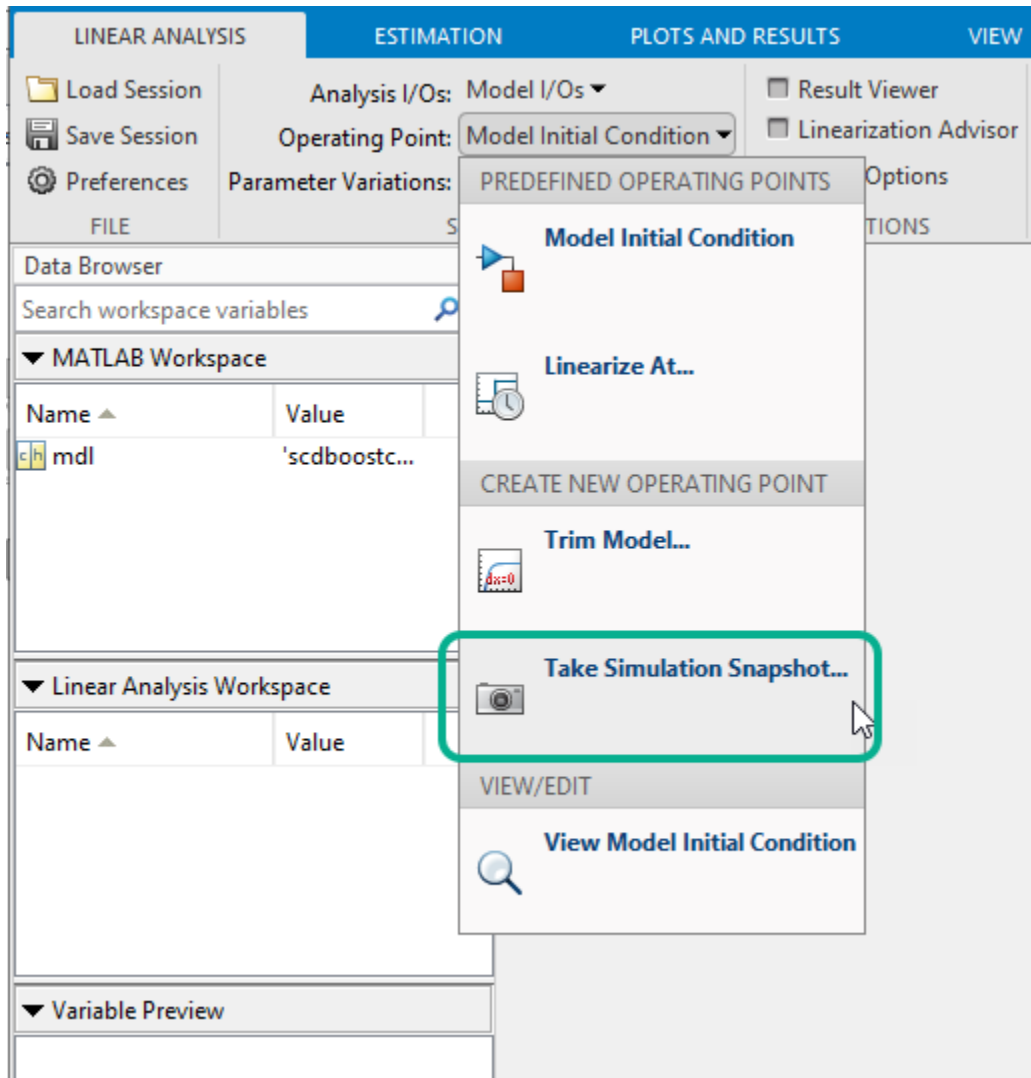 LINEAR ANALYSIS ESTIMATION PLOTS AND RESULTS VIEW
Load Session Analysis I/Os: Model I/Os Result Viewer
Save Session Operating Point: Model Initial Condition Linearization Advisor
Preferences Parameter Variations: PREDEFINED OPERATING POINTS Options
FILE S TIONS
Model Initial Condition
Data Browser
Search workspace variables
MATLAB Workspace
Linearize At...
Name Value
mdl 'scdboostc...
CREATE NEW OPERATING POINT
Trim Model...
dx=0
Take Simulation Snapshot...
Linear Analysis Workspace
Name Value
VIEW/EDIT
View Model Initial Condition
Variable Preview